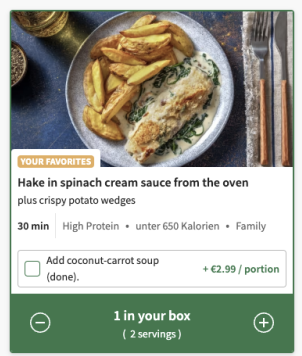 YOUR FAVORITES
Hake in spinach cream sauce from the oven
plus crispy potato wedges
30 min High Protein • unter 650 Kalorien • Family
Add coconut-carrot soup
(done).
+ €2.99 / portion
1 in your box
( 2 servings )